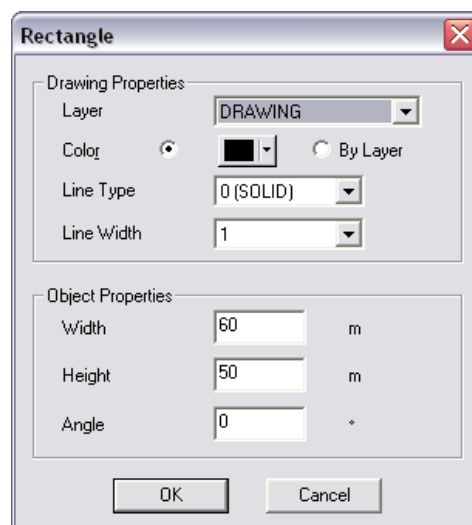 Rectangle
Drawing Properties
Layer DRAWING
Color By Layer
Line Type 0 (SOLID)
Line Width 1
Object Properties
Width 60 m
Height 50 m
Angle 0 °
OK Cancel